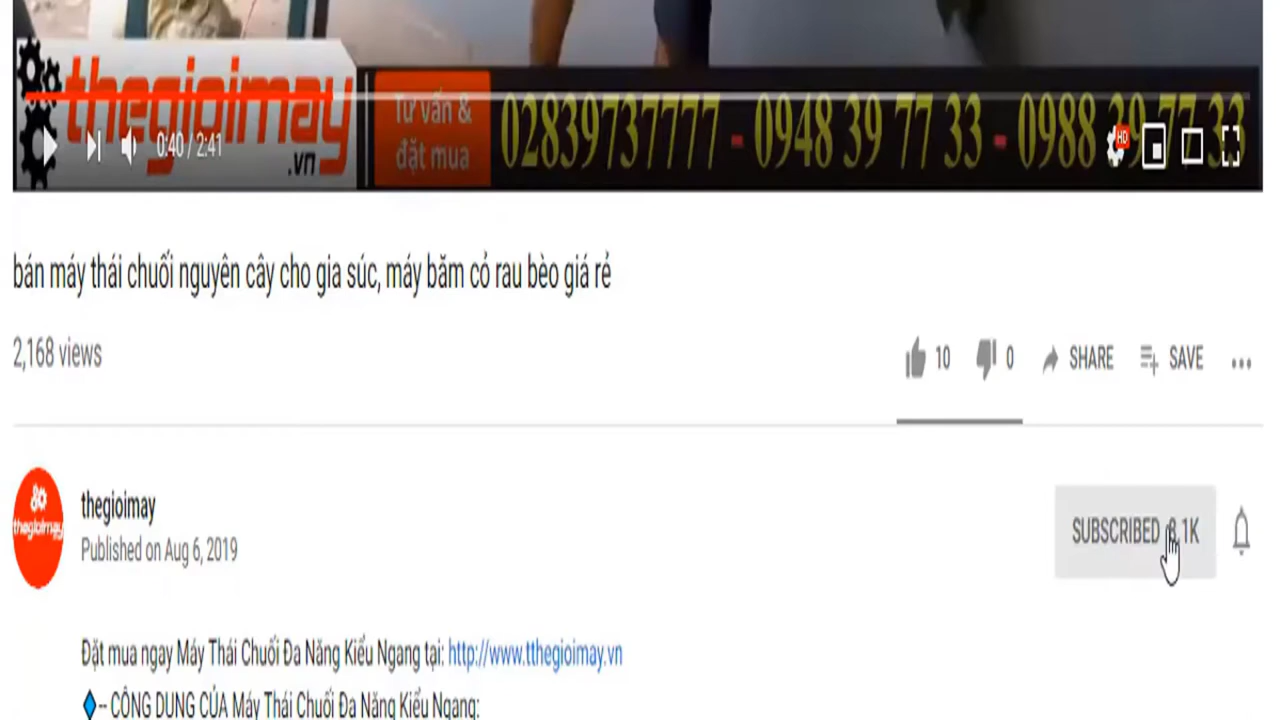 thegioimay
.vn
Tư vấn &
đặt mua
02839737777 - 0948 39 77 33 - 0988 39 77 33
HD
0:40 / 2:41
bán máy thái chuối nguyên cây cho gia súc, máy băm cỏ rau bèo giá rẻ
2,168 views
10 0 SHARE SAVE
thegioimay
thegioimay
Published on Aug 6, 2019
SUBSCRIBED
Đặt mua ngay Máy Thái Chuối Đa Năng Kiểu Ngang tại: http://www.tthegioimay.vn
-- CÔNG DỤNG CỦA Máy Thái Chuối Đa Năng Kiểu Ngang: